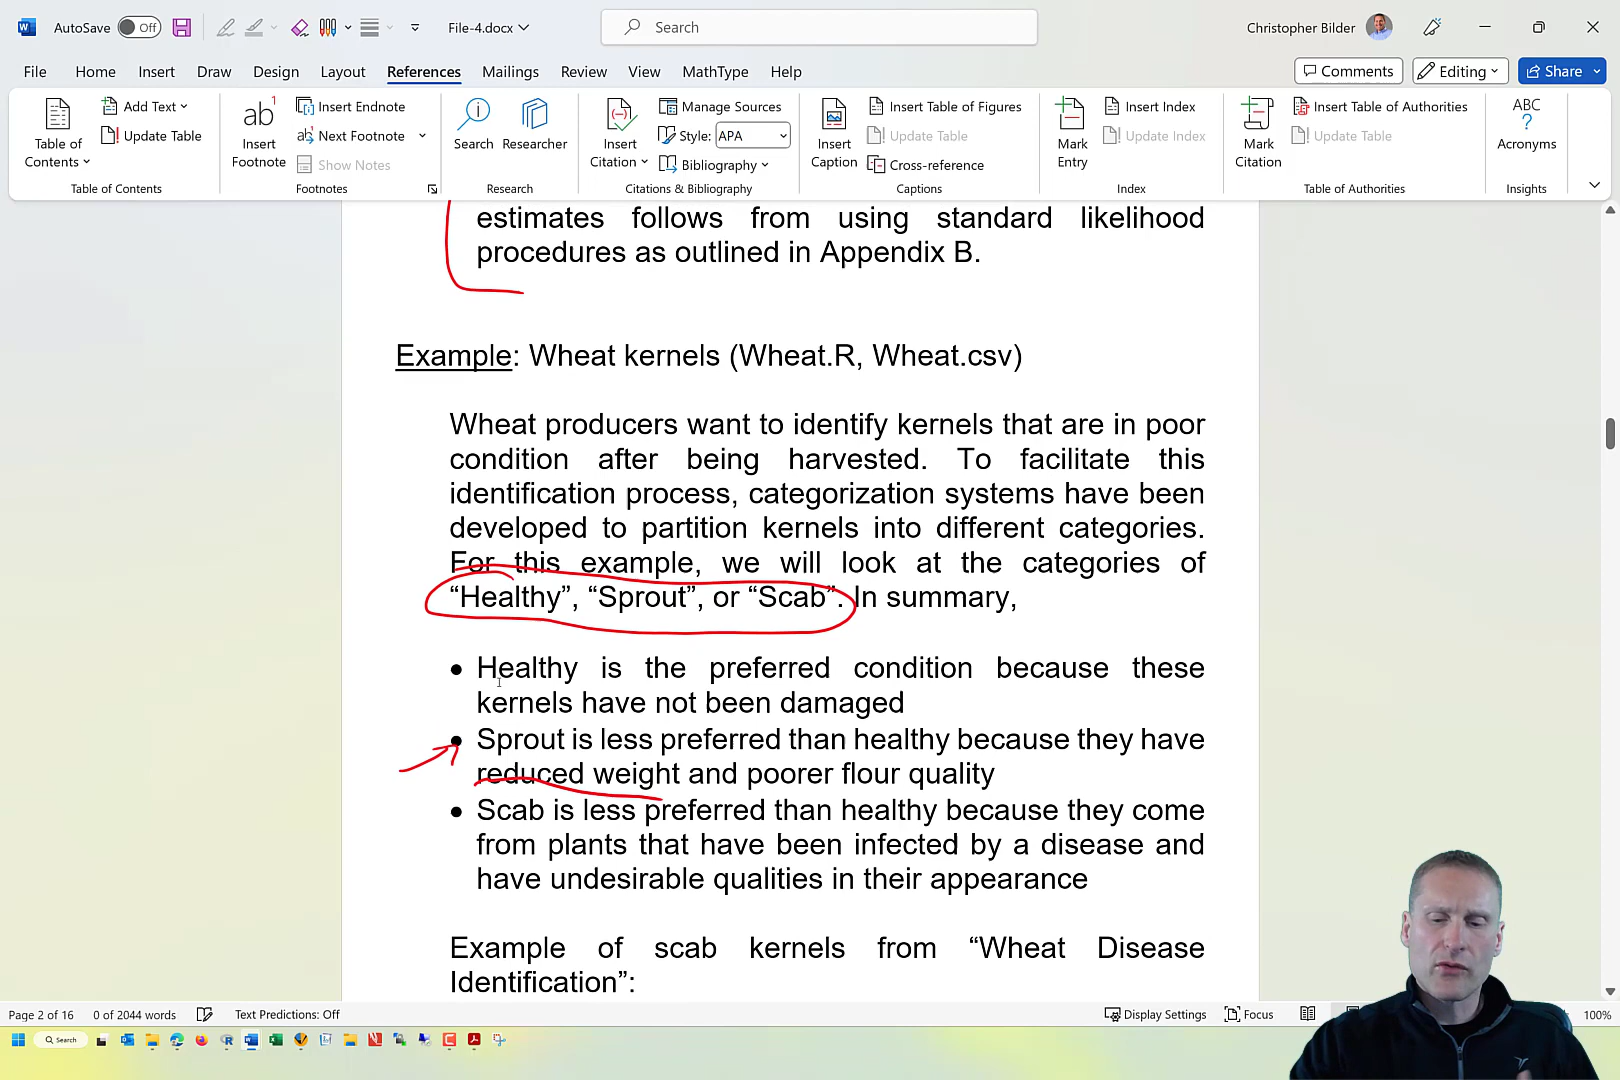 AutoSave Off File-4.docx Search Christopher Bilder
File Home Insert Draw Design Layout References Mailings Review View MathType Help Comments Editing Share
Table of Contents
Add Text
Update Table
Table of Contents
ab1
Insert Footnote
Insert Endnote
Next Footnote
Show Notes
Footnotes
Search
Researcher
Research
Insert Citation
Manage Sources
Style: APA
Bibliography
Citations & Bibliography
Insert Caption
Insert Table of Figures
Update Table
Cross-reference
Captions
Mark Entry
Insert Index
Update Index
Index
Mark Citation
Insert Table of Authorities
Update Table
Table of Authorities
ABC
?
Acronyms
Insights
estimates follows from using standard likelihood
procedures as outlined in Appendix B.
Example: Wheat kernels (Wheat.R, Wheat.csv)
Wheat producers want to identify kernels that are in poor
condition after being harvested. To facilitate this
identification process, categorization systems have been
developed to partition kernels into different categories.
For this example, we will look at the categories of
“Healthy”, “Sprout”, or “Scab”. In summary,
• Healthy is the preferred condition because these
kernels have not been damaged
• Sprout is less preferred than healthy because they have
reduced weight and poorer flour quality
• Scab is less preferred than healthy because they come
from plants that have been infected by a disease and
have undesirable qualities in their appearance
Example of scab kernels from “Wheat Disease
Identification”:
Page 2 of 16 0 of 2044 words Text Predictions: Off Display Settings Focus 100%
Search